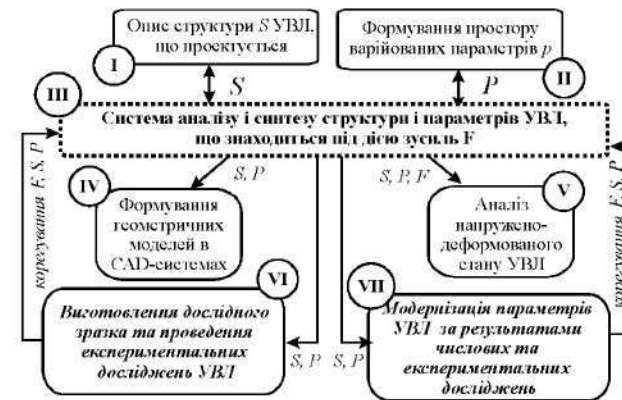 Опис структури S УВЛ,
що проектується
I
Формування простору
варійованих параметрів p
II
S
P
III
Система аналізу і синтезу структури і параметрів УВЛ,
що знаходиться під дією зусиль F
корегування F, S, P
корегування F, S, P
S, P
S, P, F
IV
Формування
геометричних
моделей в
CAD-системах
V
Аналіз
напружено-
деформованого
стану УВЛ
VI
Виготовлення дослідного
зразка та проведення
експериментальних
досліджень УВЛ
S, P
S, P
VII
Модернізація параметрів
УВЛ за результатами
числових та
експериментальних
досліджень